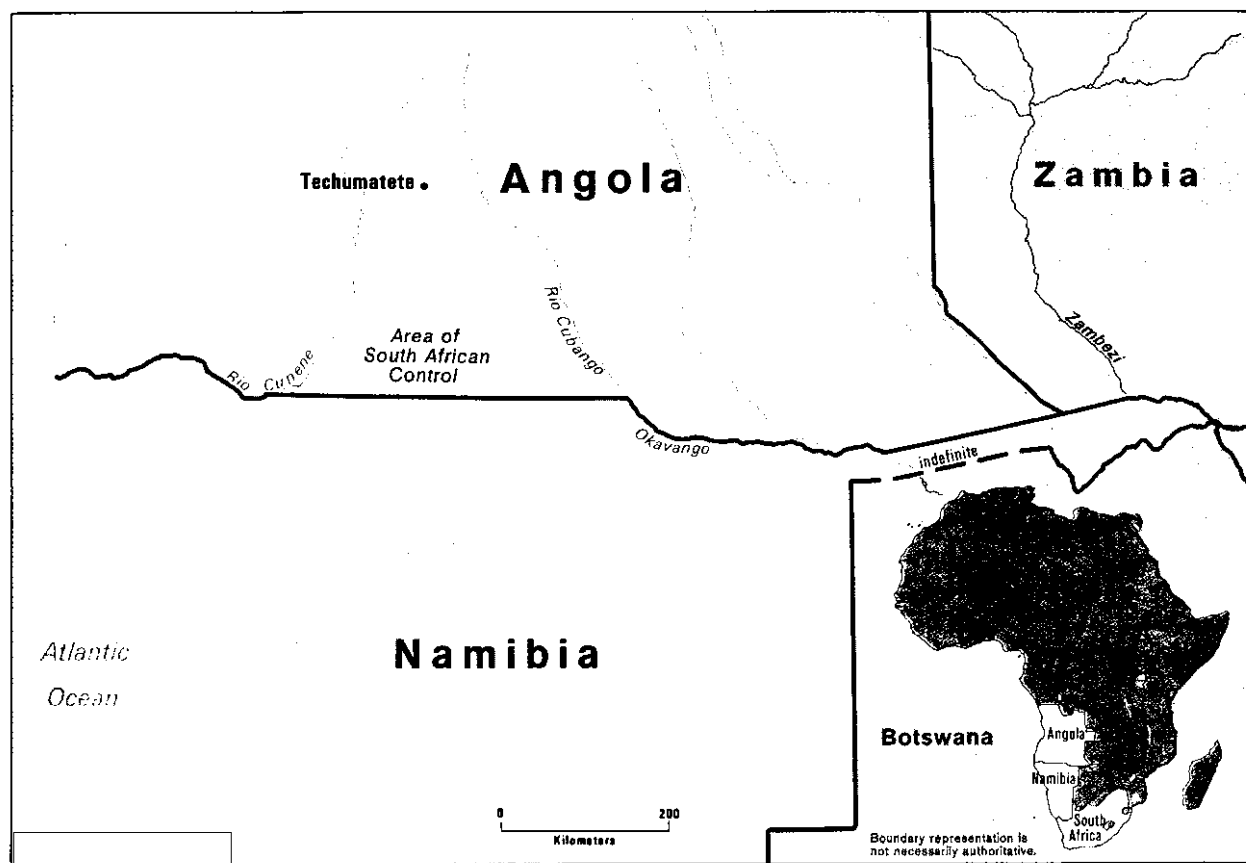 Techumatete
Angola
Zambia
Rio Cubango
Zambezi
Area of
South African
Control
Rio Cunene
Okavango
indefinite
Namibia
Atlantic
Ocean
Botswana
Angola
Namibia
South
Africa
0 200
Kilometers
Boundary representation is
not necessarily authoritative.